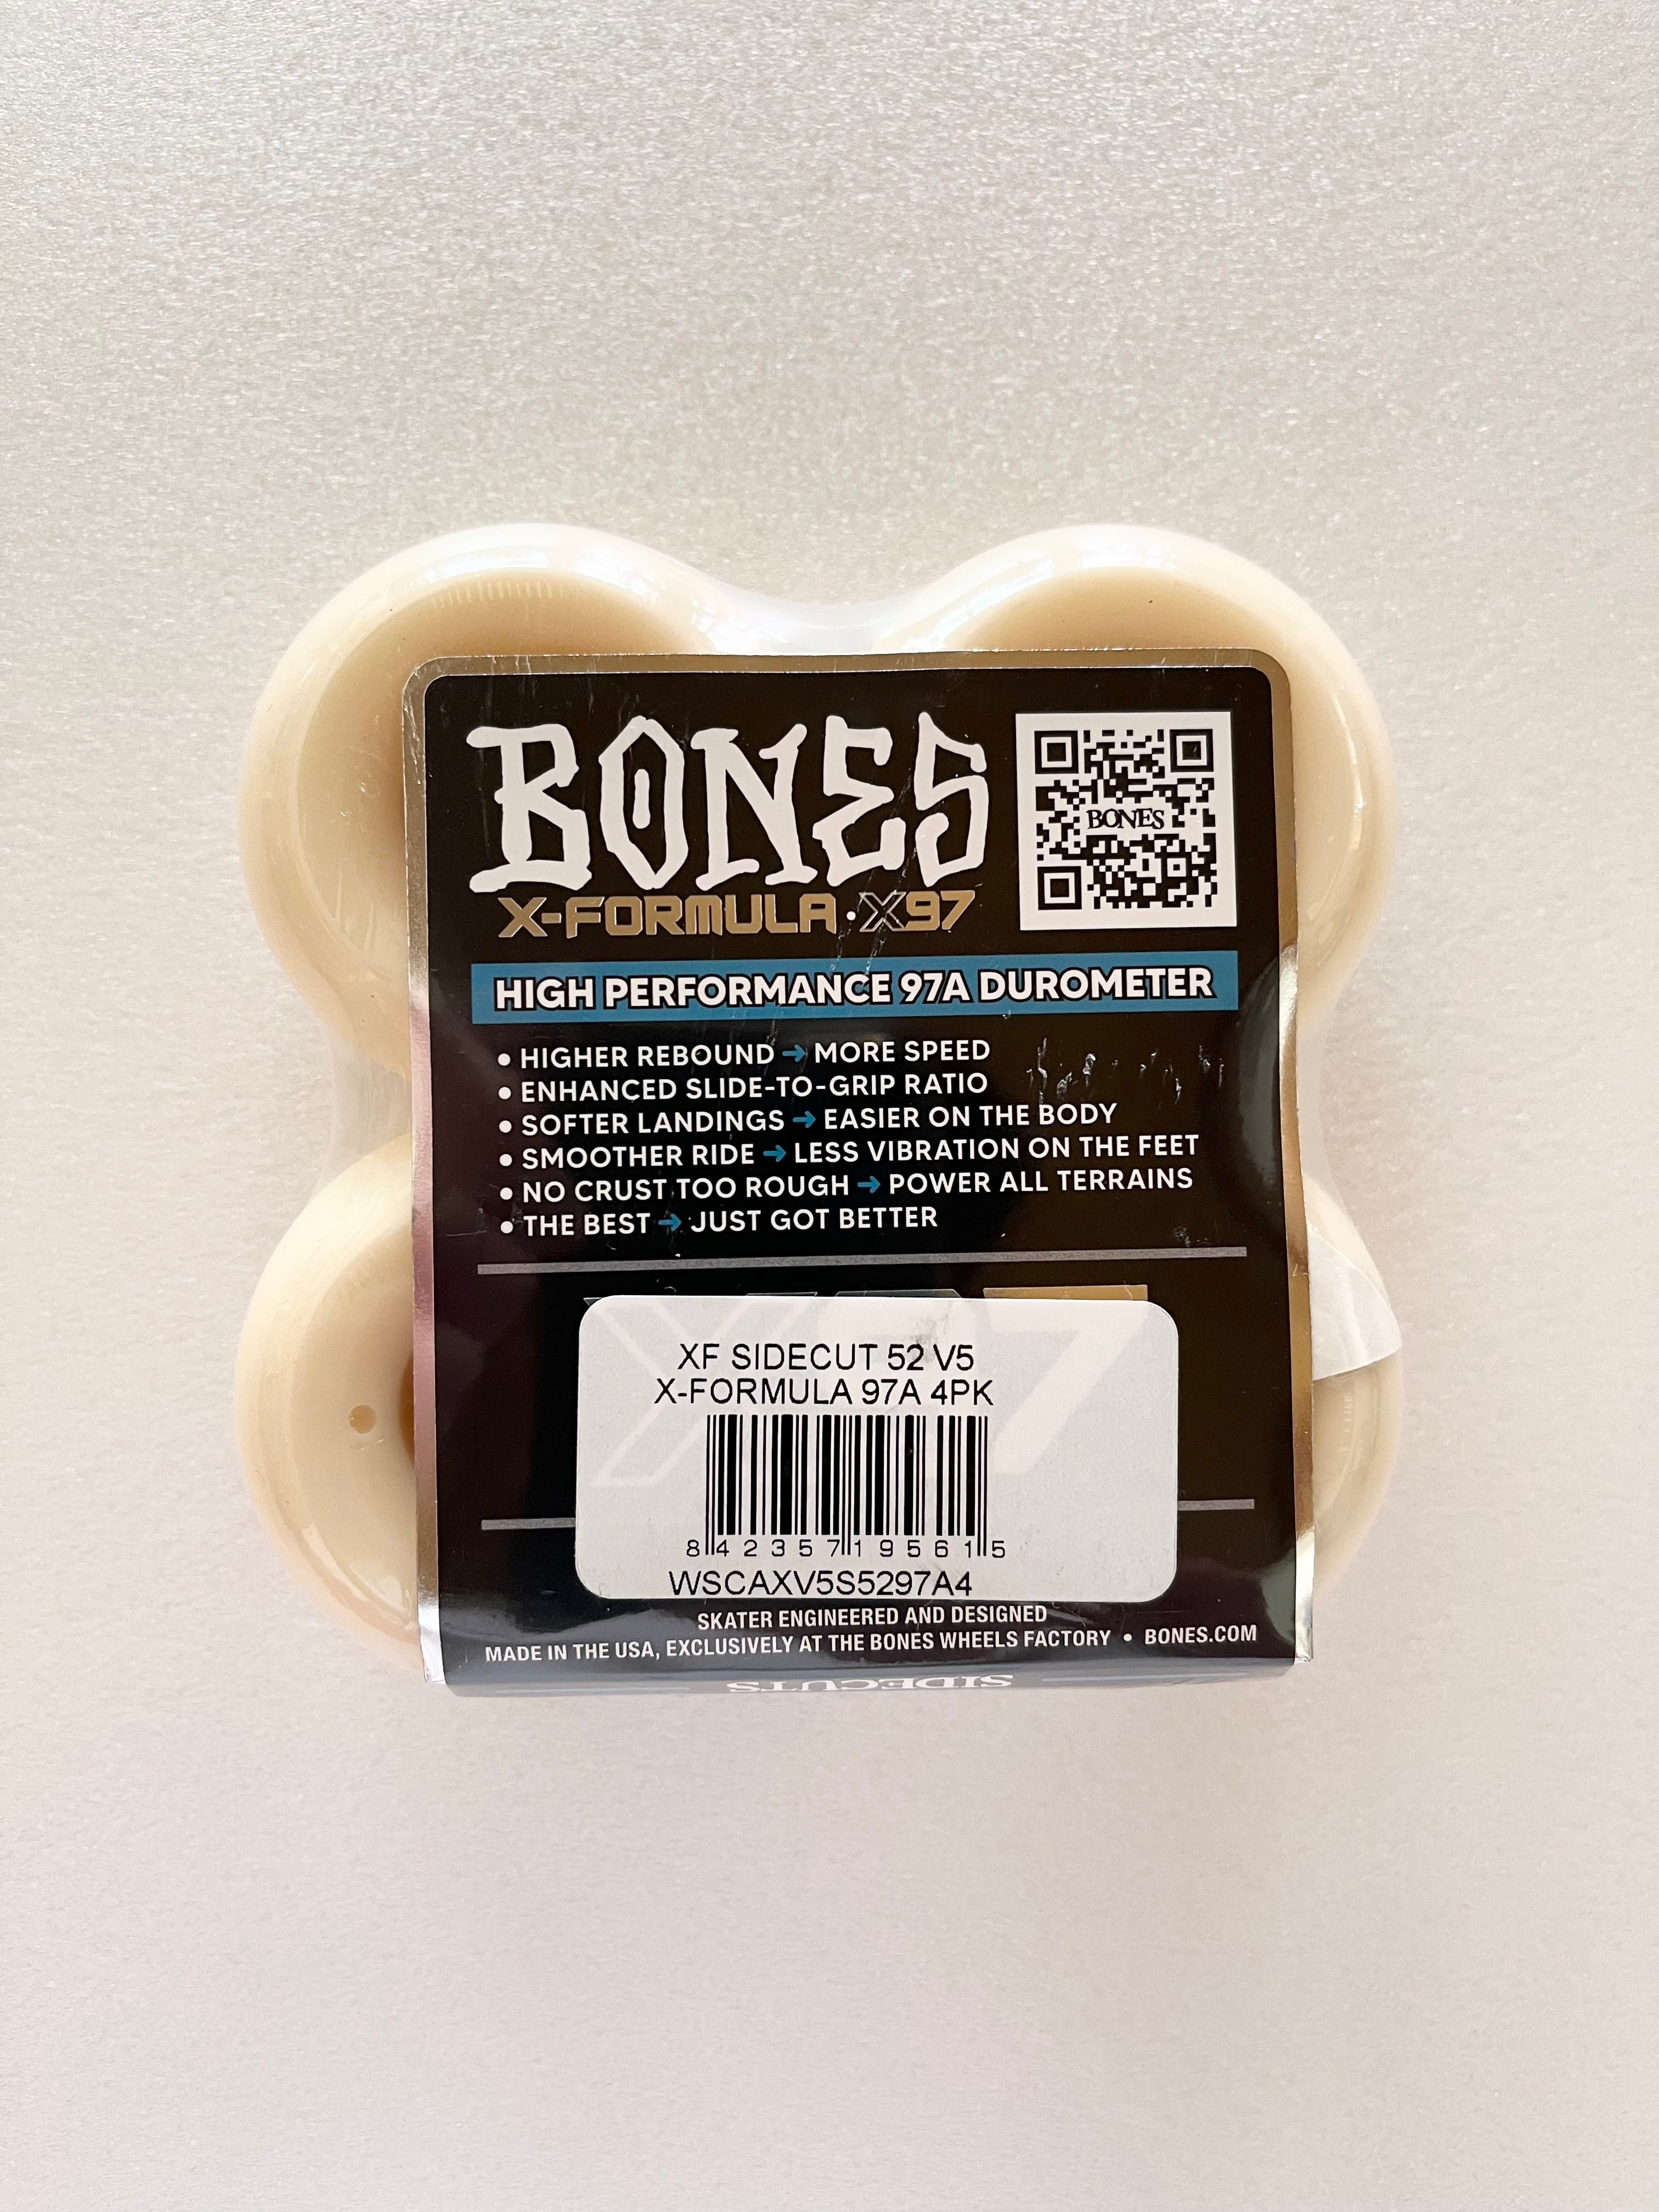 BONES
BONES
X-FORMULA · X97
HIGH PERFORMANCE 97A DUROMETER
• HIGHER REBOUND → MORE SPEED
• ENHANCED SLIDE-TO-GRIP RATIO
• SOFTER LANDINGS → EASIER ON THE BODY
• SMOOTHER RIDE → LESS VIBRATION ON THE FEET
• NO CRUST TOO ROUGH → POWER ALL TERRAINS
• THE BEST → JUST GOT BETTER
X97
XF SIDECUT 52 V5
X-FORMULA 97A 4PK
8 42357 19561 5
WSCAXV5S5297A4
SKATER ENGINEERED AND DESIGNED
MADE IN THE USA, EXCLUSIVELY AT THE BONES WHEELS FACTORY • BONES.COM
SIDECUTS